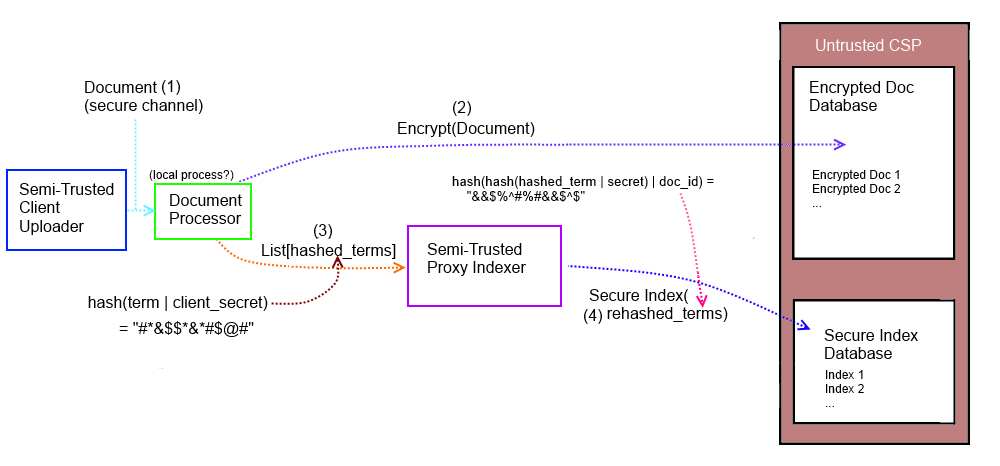 Untrusted CSP
Document (1)
(secure channel)
(2)
Encrypt(Document)
Encrypted Doc
Database
Encrypted Doc 1
Encrypted Doc 2
...
(local process?)
Semi-Trusted
Client
Uploader
Document
Processor
hash(hash(hashed_term | secret) | doc_id) =
"&&$%^#%#&&$^$"
(3)
List[hashed_terms]
Semi-Trusted
Proxy Indexer
hash(term | client_secret)
= "#*&$$*&*#$@#"
Secure Index(
(4) rehashed_terms)
Secure Index
Database
Index 1
Index 2
...